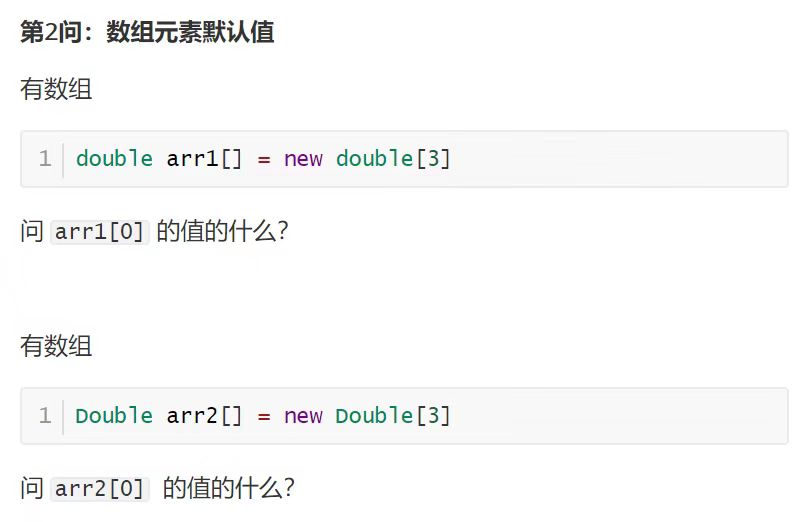 第2问：数组元素默认值
有数组
1 double arr1[] = new double[3]
问 arr1[0] 的值的什么？
有数组
1 Double arr2[] = new Double[3]
问 arr2[0] 的值的什么？